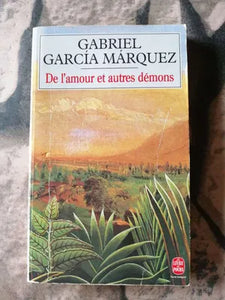 GABRIEL
GARCÍA MÁRQUEZ
De l'amour et autres démons
LE LIVRE
DE POCHE